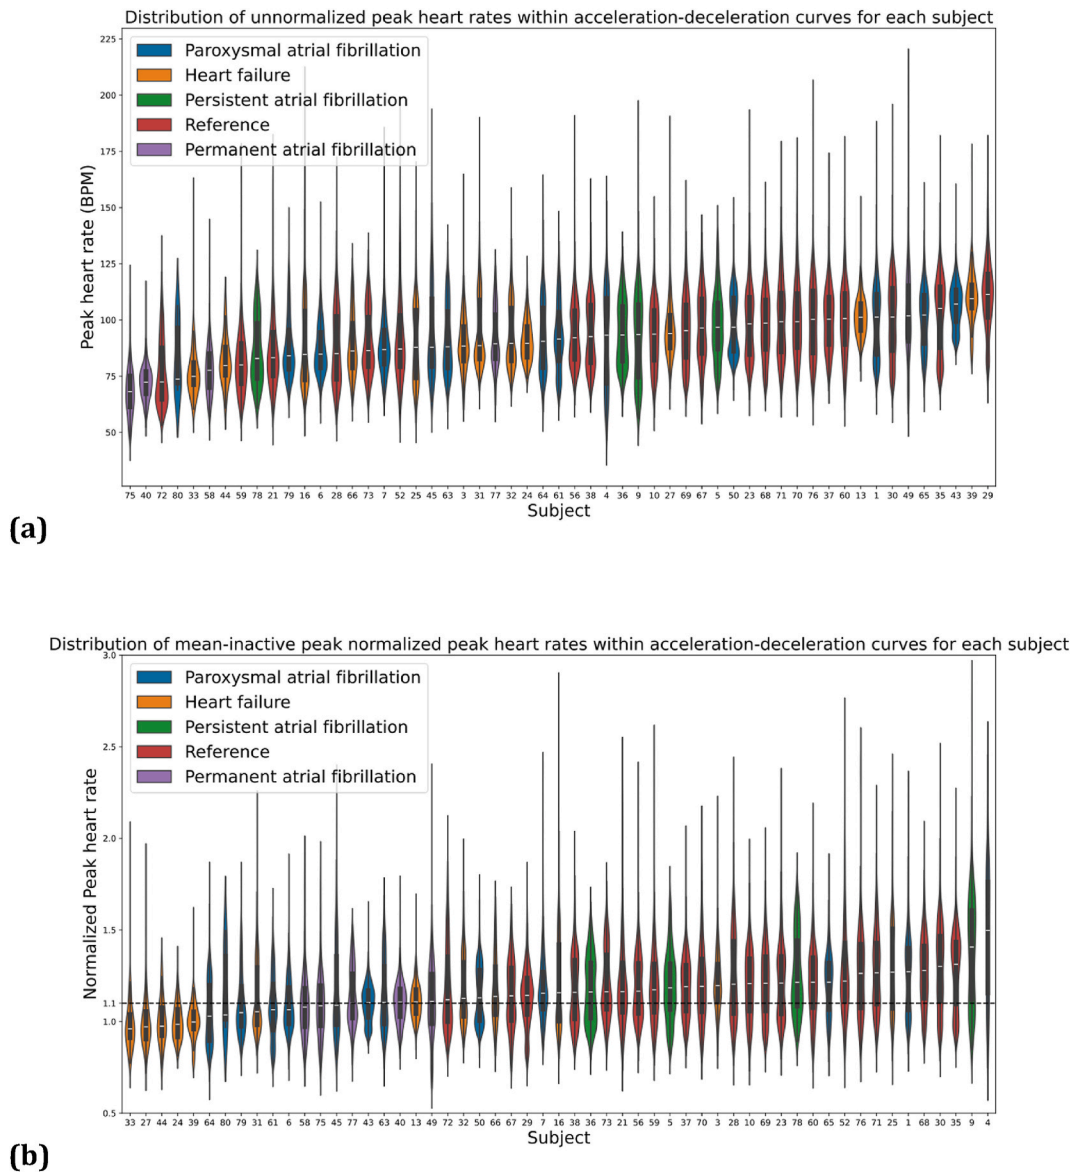 Distribution of unnormalized peak heart rates within acceleration-deceleration curves for each subject
225
200
175
150
125
100
75
50
Peak heart rate (BPM)
Paroxysmal atrial fibrillation
Heart failure
Persistent atrial fibrillation
Reference
Permanent atrial fibrillation
75 40 72 80 33 58 44 59 78 21 79 16 6 28 66 73 7 52 25 45 63 3 31 77 32 24 64 61 56 38 4 36 9 10 27 69 67 5 50 23 68 71 70 76 37 60 13 1 30 49 65 35 43 39 29
Subject
(a)
Distribution of mean-inactive peak normalized peak heart rates within acceleration-deceleration curves for each subject
3.0
2.5
2.0
1.5
1.1
1.0
0.5
Normalized Peak heart rate
Paroxysmal atrial fibrillation
Heart failure
Persistent atrial fibrillation
Reference
Permanent atrial fibrillation
33 27 44 24 39 64 80 79 31 61 6 58 75 45 77 43 63 40 13 49 72 32 50 66 67 29 7 16 38 36 73 21 56 59 5 37 70 3 28 10 69 23 78 60 65 52 76 71 25 1 68 30 35 9 4
Subject
(b)